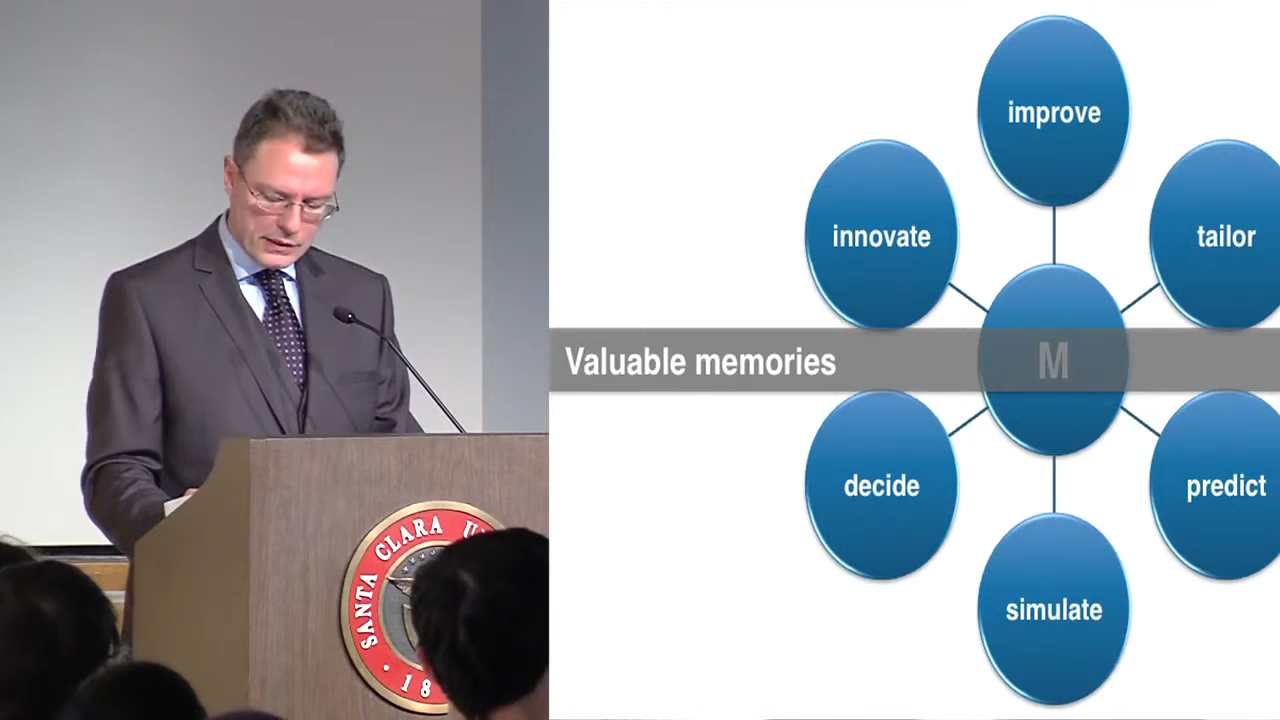 improve
innovate
tailor
Valuable memories
M
decide
predict
simulate
SANTA CLARA
18